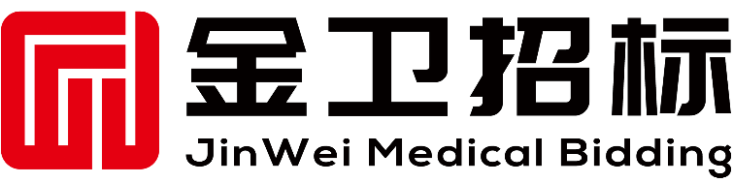 金卫招标
JinWei Medical Bidding